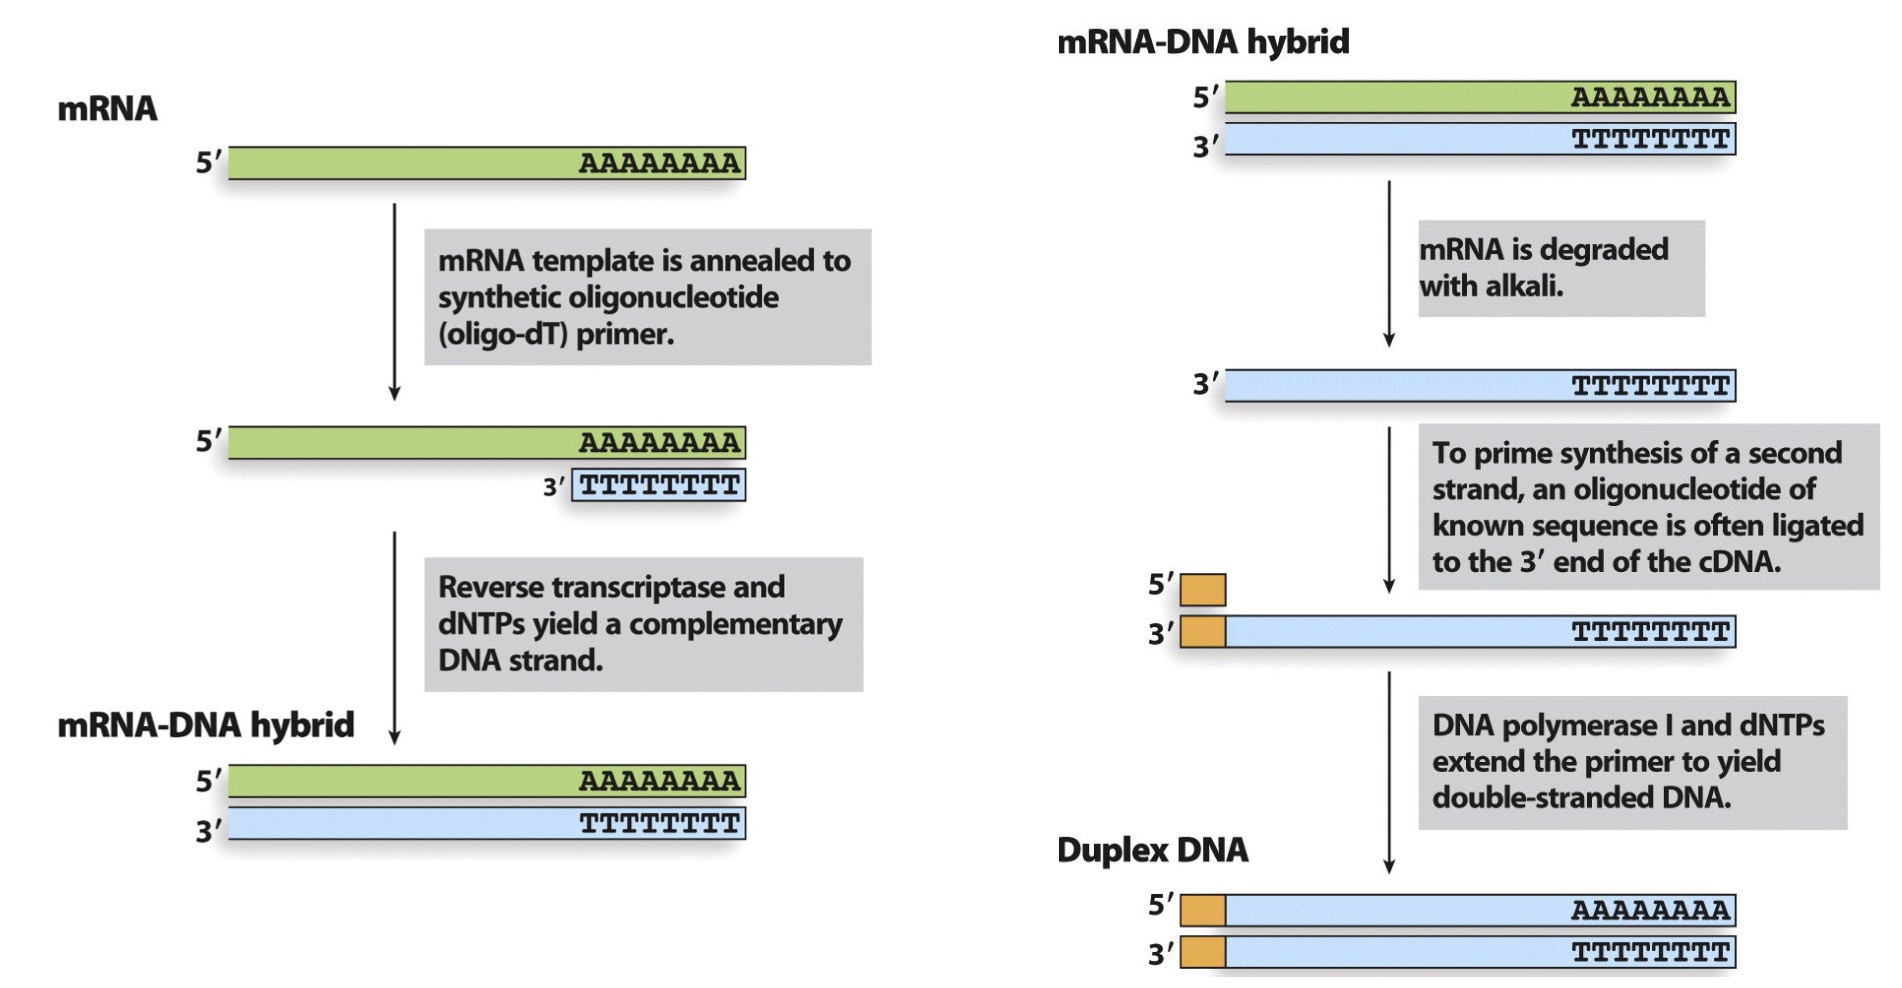 mRNA
5′ AAAAAAAA
mRNA template is annealed to
synthetic oligonucleotide
(oligo-dT) primer.
5′ AAAAAAAA
3′ TTTTTTTT
Reverse transcriptase and
dNTPs yield a complementary
DNA strand.
mRNA-DNA hybrid
5′ AAAAAAAA
3′ TTTTTTTT
mRNA-DNA hybrid
5′ AAAAAAAA
3′ TTTTTTTT
mRNA is degraded
with alkali.
3′ TTTTTTTT
To prime synthesis of a second
strand, an oligonucleotide of
known sequence is often ligated
to the 3′ end of the cDNA.
5′
3′ TTTTTTTT
DNA polymerase I and dNTPs
extend the primer to yield
double-stranded DNA.
Duplex DNA
5′ AAAAAAAA
3′ TTTTTTTT